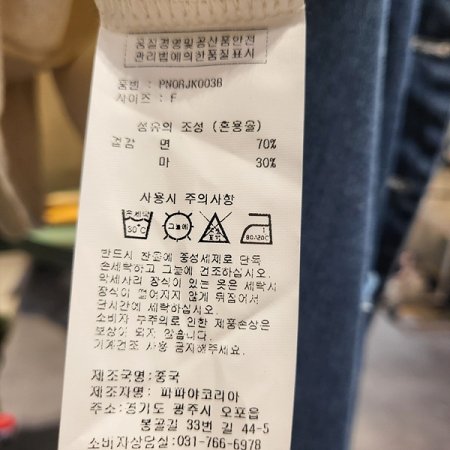 품질경영및공산품안전
관리법에의한품질표시
품번 : PNORJK003B
사이즈 : F
섬유의 조성 (혼용율)
겉감 면 70%
마 30%
사용시 주의사항
30°C
그늘에
반드시 찬물에 중성세제로 단독
손세탁하고 그늘에 건조하십시오.
악세사리 장식이 있는 옷은 세탁시
장식이 떨어지지 않게 뒤집어서
단시간에 세탁하십시오.
소비자 부주의로 인한 제품손상은
보상이 되지 않습니다.
기계건조 사용 금지해주세요.
제조국명:중국
제조자명: 파파야코리아
주소:경기도 광주시 오포읍
봉골길 33번 길 44-5
소비자상담실:031-766-6978